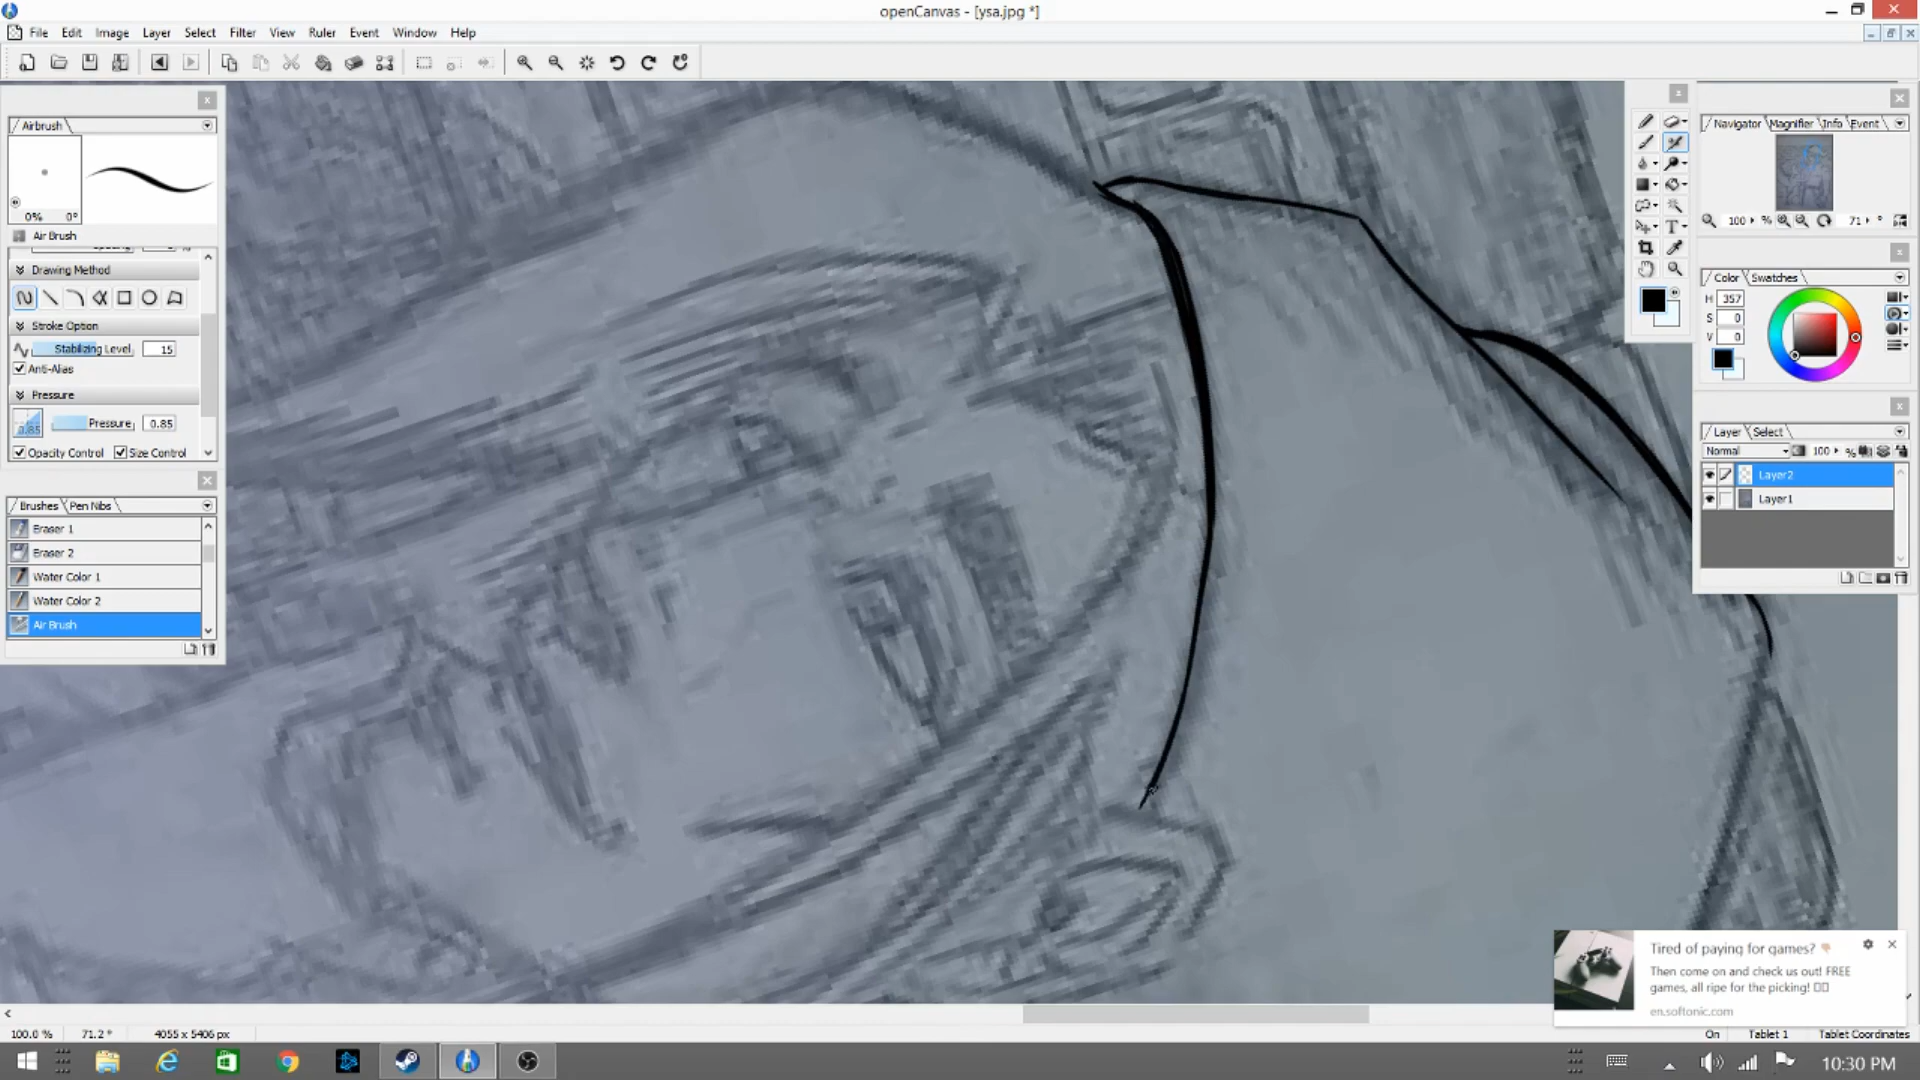 openCanvas - [ysa.jpg *]
File Edit Image Layer Select Filter View Ruler Event Window Help
Airbrush
0% 0°
Air Brush
Drawing Method
Stroke Option
Stabilizing Level 15
Anti-Alias
Pressure
0.85 Pressure 0.85
Opacity Control Size Control
Brushes Pen Nibs
Eraser 1
Eraser 2
Water Color 1
Water Color 2
Air Brush
Navigator Magnifier Info Event
100 % 71 °
Color Swatches
H 357
S 0
V 0
Layer Select
Normal 100 %
Layer2
Layer1
Tired of paying for games?
Then come on and check us out! FREE
games, all ripe for the picking!
en.softonic.com
100.0 % 71.2 ° 4055 x 5406 px On Tablet 1 Tablet Coordinates
10:30 PM